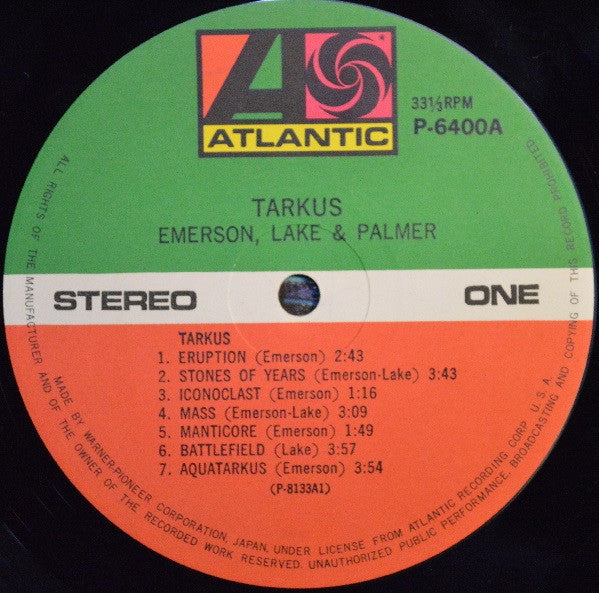 ATLANTIC
33⅓RPM
P-6400A
TARKUS
EMERSON, LAKE & PALMER
STEREO
ONE
TARKUS
1. ERUPTION (Emerson) 2:43
2. STONES OF YEARS (Emerson-Lake) 3:43
3. ICONOCLAST (Emerson) 1:16
4. MASS (Emerson-Lake) 3:09
5. MANTICORE (Emerson) 1:49
6. BATTLEFIELD (Lake) 3:57
7. AQUATARKUS (Emerson) 3:54
(P-8133A1)
MADE BY WARNER-PIONEER CORPORATION, JAPAN, UNDER LICENSE FROM ATLANTIC RECORDING CORP. U.S.A.
ALL RIGHTS OF THE MANUFACTURER AND OF THE OWNER OF THE RECORDED WORK RESERVED. UNAUTHORIZED PUBLIC PERFORMANCE, BROADCASTING AND COPYING OF THIS RECORD PROHIBITED